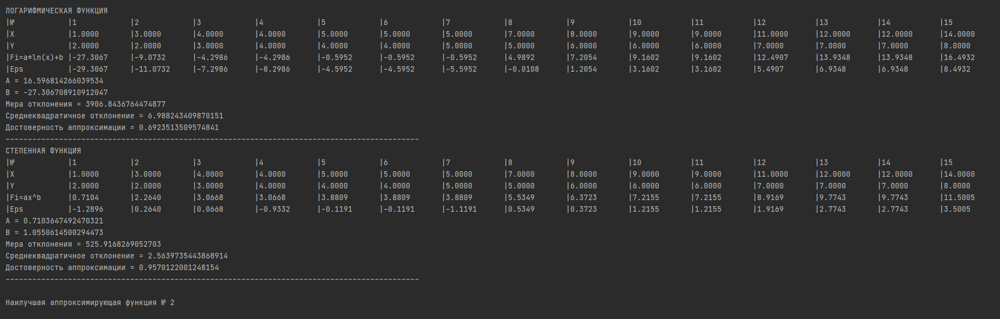 ЛОГАРИФМИЧЕСКАЯ ФУНКЦИЯ
|№ |1 |2 |3 |4 |5 |6 |7 |8 |9 |10 |11 |12 |13 |14 |15
|X |1.0000 |3.0000 |4.0000 |4.0000 |5.0000 |5.0000 |5.0000 |7.0000 |8.0000 |9.0000 |9.0000 |11.0000 |12.0000 |12.0000 |14.0000
|Y |2.0000 |2.0000 |3.0000 |4.0000 |4.0000 |4.0000 |5.0000 |5.0000 |6.0000 |6.0000 |6.0000 |7.0000 |7.0000 |7.0000 |8.0000
|Fi=a*ln(x)+b |-27.3067 |-9.0732 |-4.2986 |-4.2986 |-0.5952 |-0.5952 |-0.5952 |4.9892 |7.2054 |9.1602 |9.1602 |12.4907 |13.9348 |13.9348 |16.4932
|Eps |-29.3067 |-11.0732 |-7.2986 |-8.2986 |-4.5952 |-4.5952 |-5.5952 |-0.0108 |1.2054 |3.1602 |3.1602 |5.4907 |6.9348 |6.9348 |8.4932
A = 16.596814266039534
B = -27.306708910912047
Мера отклонения = 3906.8436764474877
Среднеквадратичное отклонение = 6.988243409870151
Достоверность аппроксимации = 0.6923513509574841
---------------------------------------------------------------------------------------------
СТЕПЕННАЯ ФУНКЦИЯ
|№ |1 |2 |3 |4 |5 |6 |7 |8 |9 |10 |11 |12 |13 |14 |15
|X |1.0000 |3.0000 |4.0000 |4.0000 |5.0000 |5.0000 |5.0000 |7.0000 |8.0000 |9.0000 |9.0000 |11.0000 |12.0000 |12.0000 |14.0000
|Y |2.0000 |2.0000 |3.0000 |4.0000 |4.0000 |4.0000 |5.0000 |5.0000 |6.0000 |6.0000 |6.0000 |7.0000 |7.0000 |7.0000 |8.0000
|Fi=ax^b |0.7104 |2.2640 |3.0668 |3.0668 |3.8809 |3.8809 |3.8809 |5.5349 |6.3723 |7.2155 |7.2155 |8.9169 |9.7743 |9.7743 |11.5005
|Eps |-1.2896 |0.2640 |0.0668 |-0.9332 |-0.1191 |-0.1191 |-1.1191 |0.5349 |0.3723 |1.2155 |1.2155 |1.9169 |2.7743 |2.7743 |3.5005
A = 0.7103647492470321
B = 1.0550614500294473
Мера отклонения = 525.9168269052703
Среднеквадратичное отклонение = 2.5639735443868914
Достоверность аппроксимации = 0.9570122001248154
---------------------------------------------------------------------------------------------
Наилучшая аппроксимирующая функция № 2